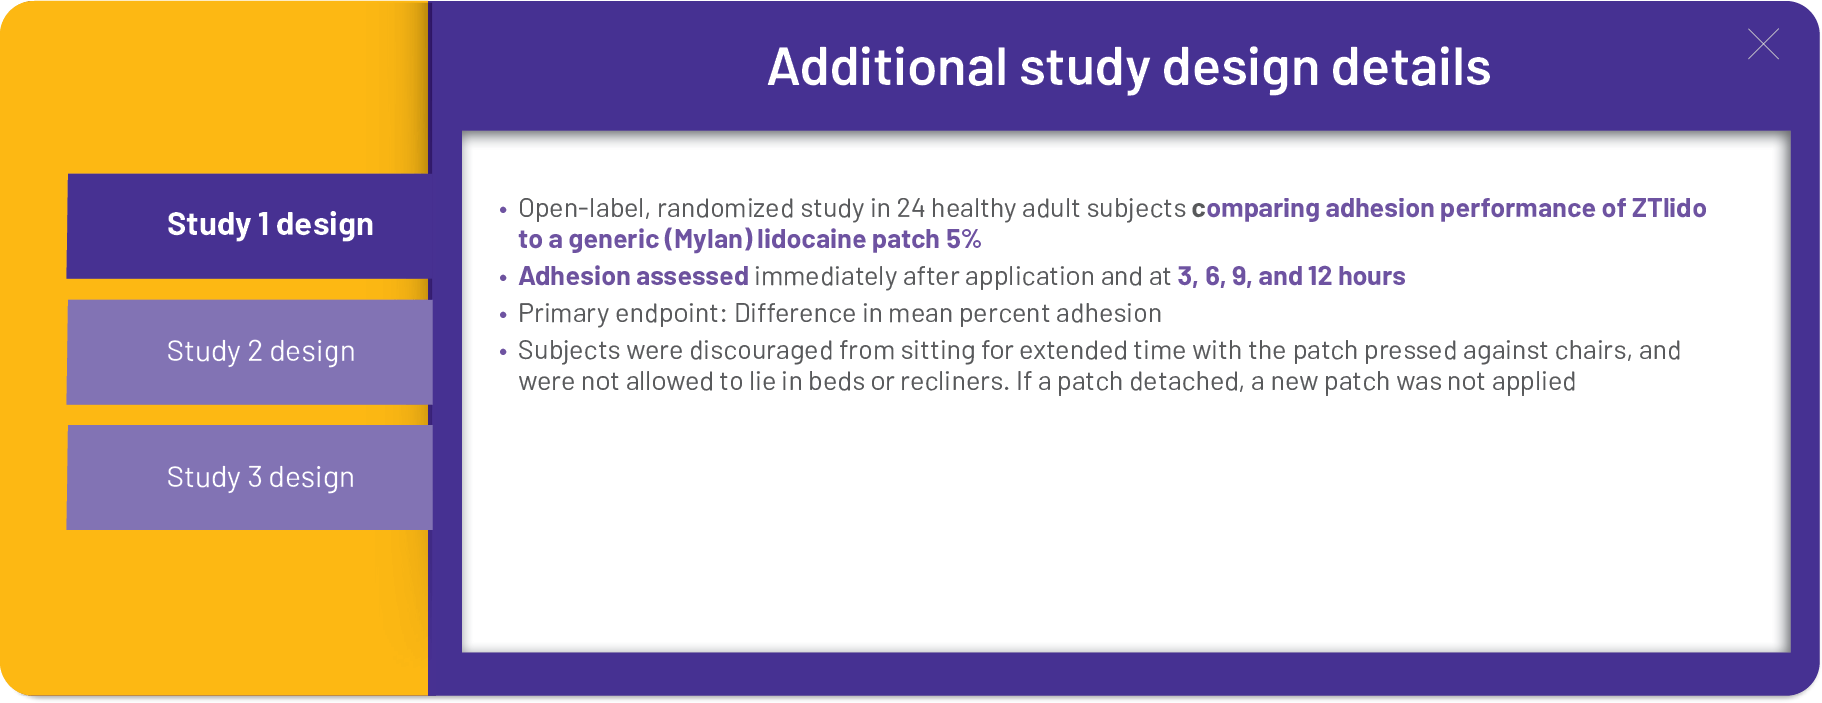 Additional study design details
Study 1 design
Study 2 design
Study 3 design
• Open-label, randomized study in 24 healthy adult subjects comparing adhesion performance of ZTlido
to a generic (Mylan) lidocaine patch 5%
• Adhesion assessed immediately after application and at 3, 6, 9, and 12 hours
• Primary endpoint: Difference in mean percent adhesion
• Subjects were discouraged from sitting for extended time with the patch pressed against chairs, and
were not allowed to lie in beds or recliners. If a patch detached, a new patch was not applied